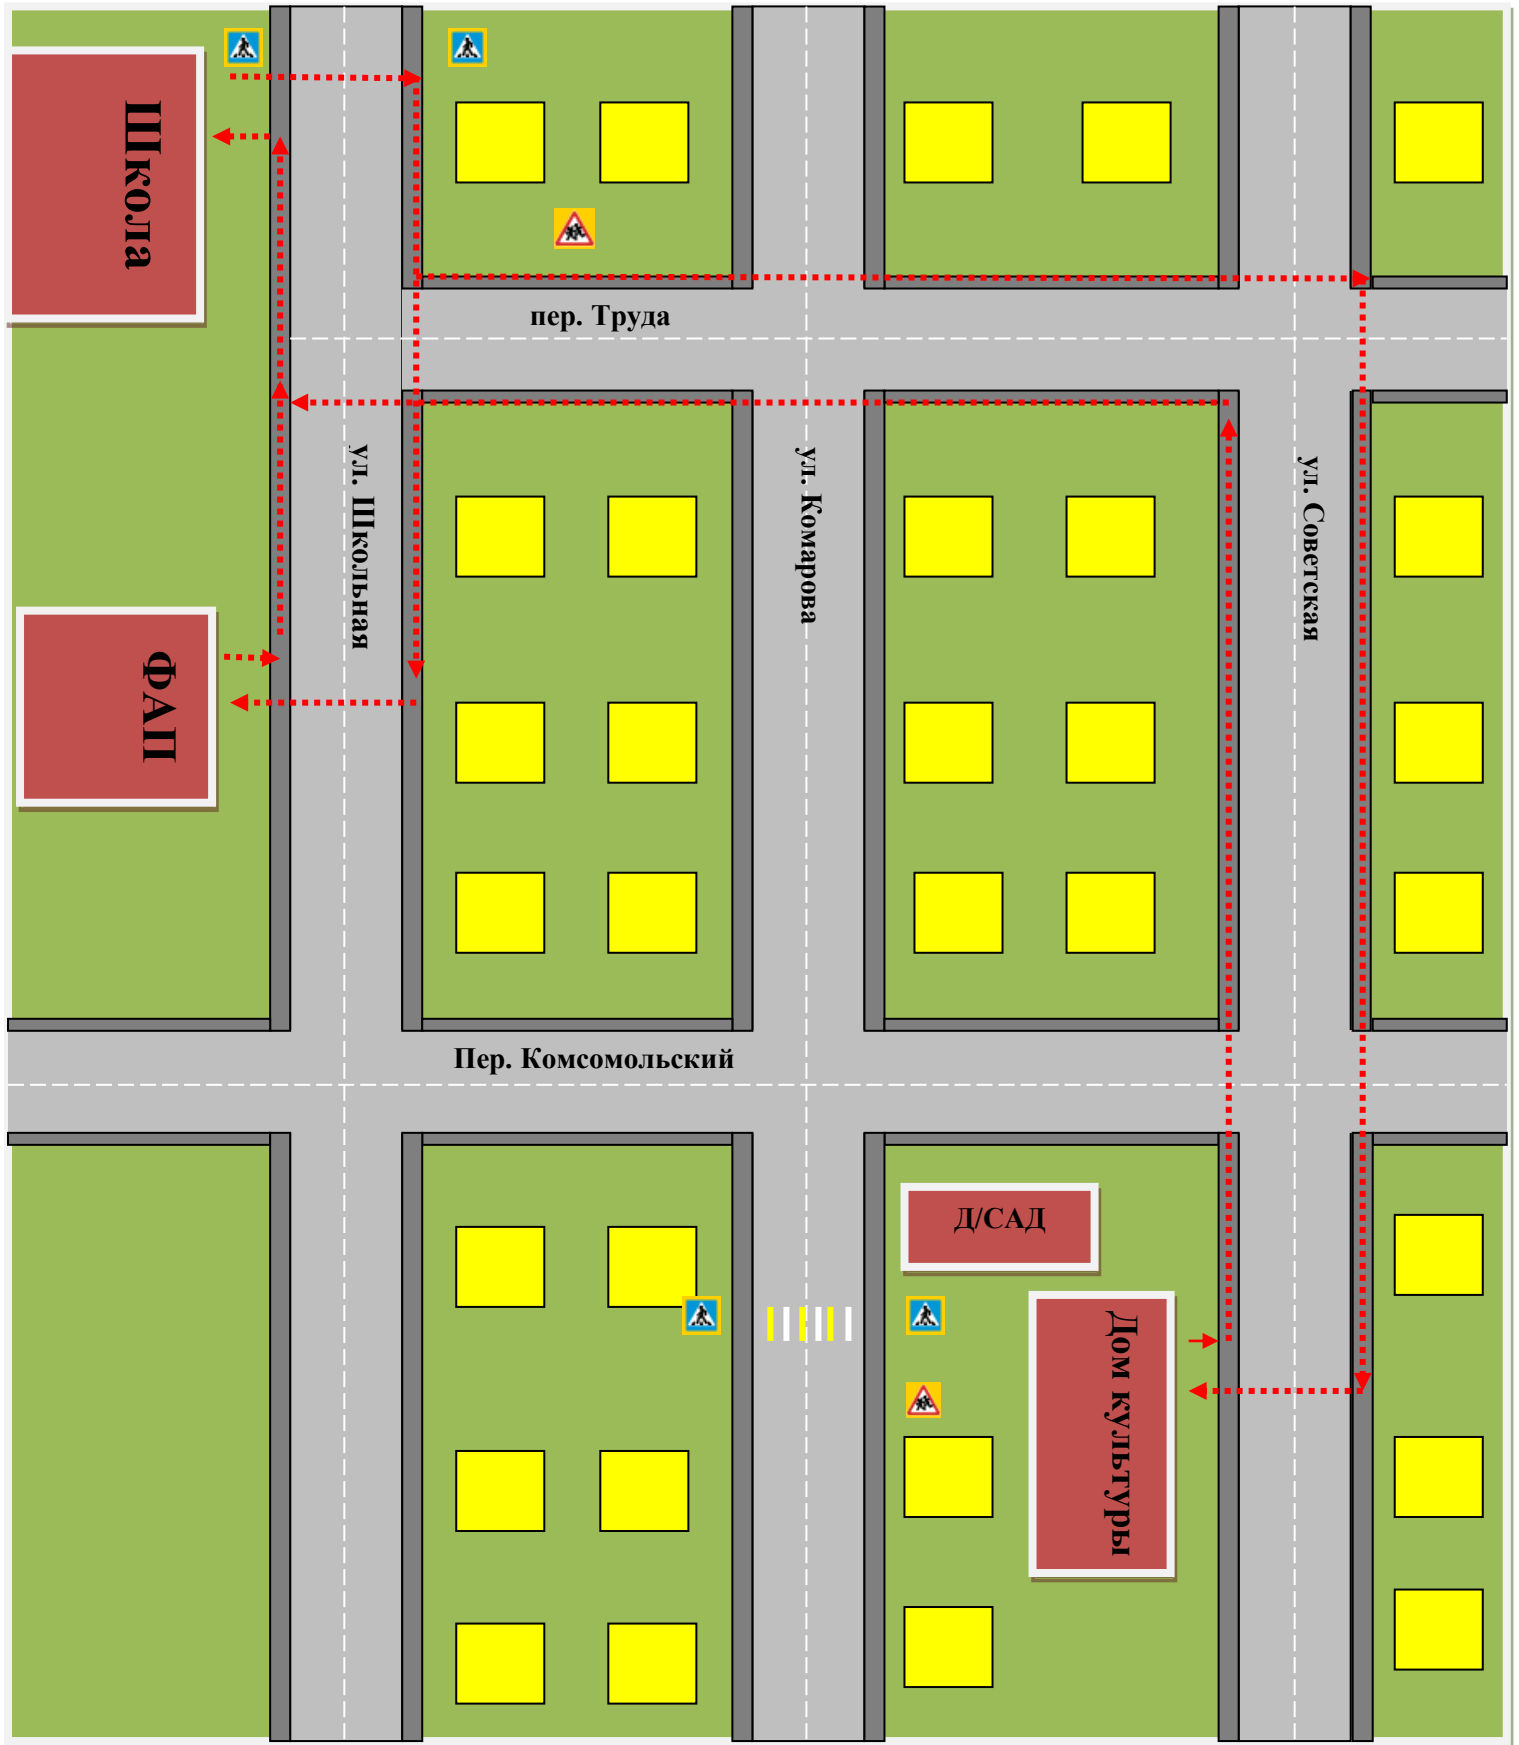 Школа
пер. Труда
ул. Школьная
ул. Комарова
ул. Советская
ФАП
Пер. Комсомольский
Д/САД
Дом культуры